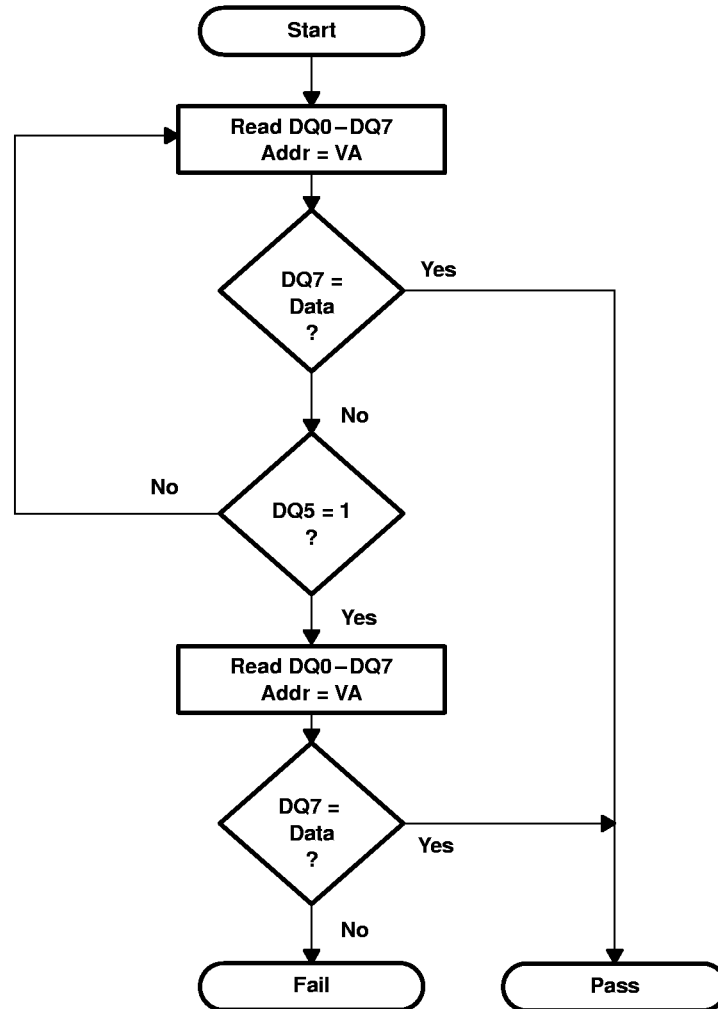 Start
Read DQ0–DQ7
Addr = VA
DQ7 =
Data
?
Yes
No
DQ5 = 1
?
No
Yes
Read DQ0–DQ7
Addr = VA
DQ7 =
Data
?
Yes
No
Fail
Pass